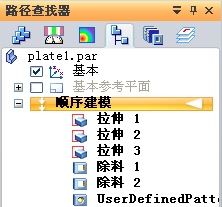 路径查找器
plate1.par
基本
基本参考平面
顺序建模
拉伸 1
拉伸 2
拉伸 3
除料 1
除料 2
UserDefinedPatt